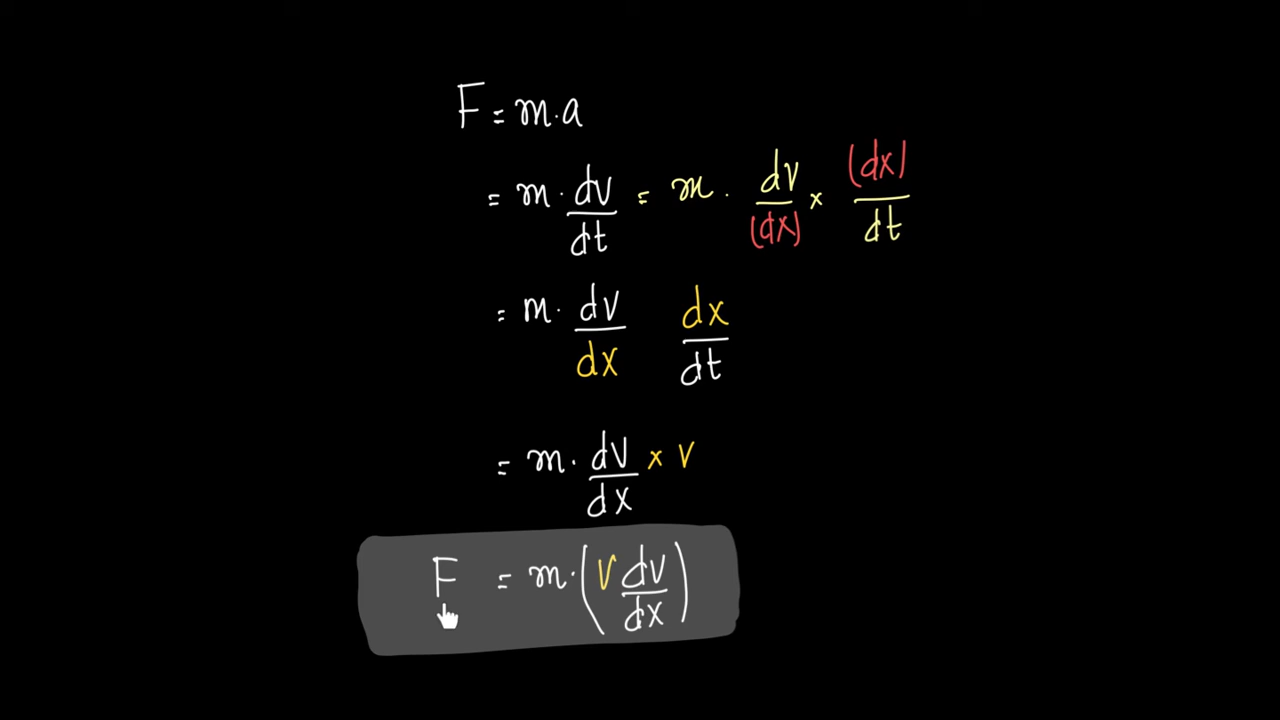 F = m·a
= m · dv/dt = m · dv/(dx) × (dx)/dt
= m · dv/dx dx/dt
= m · dv/dx × v
F = m · (v dv/dx)